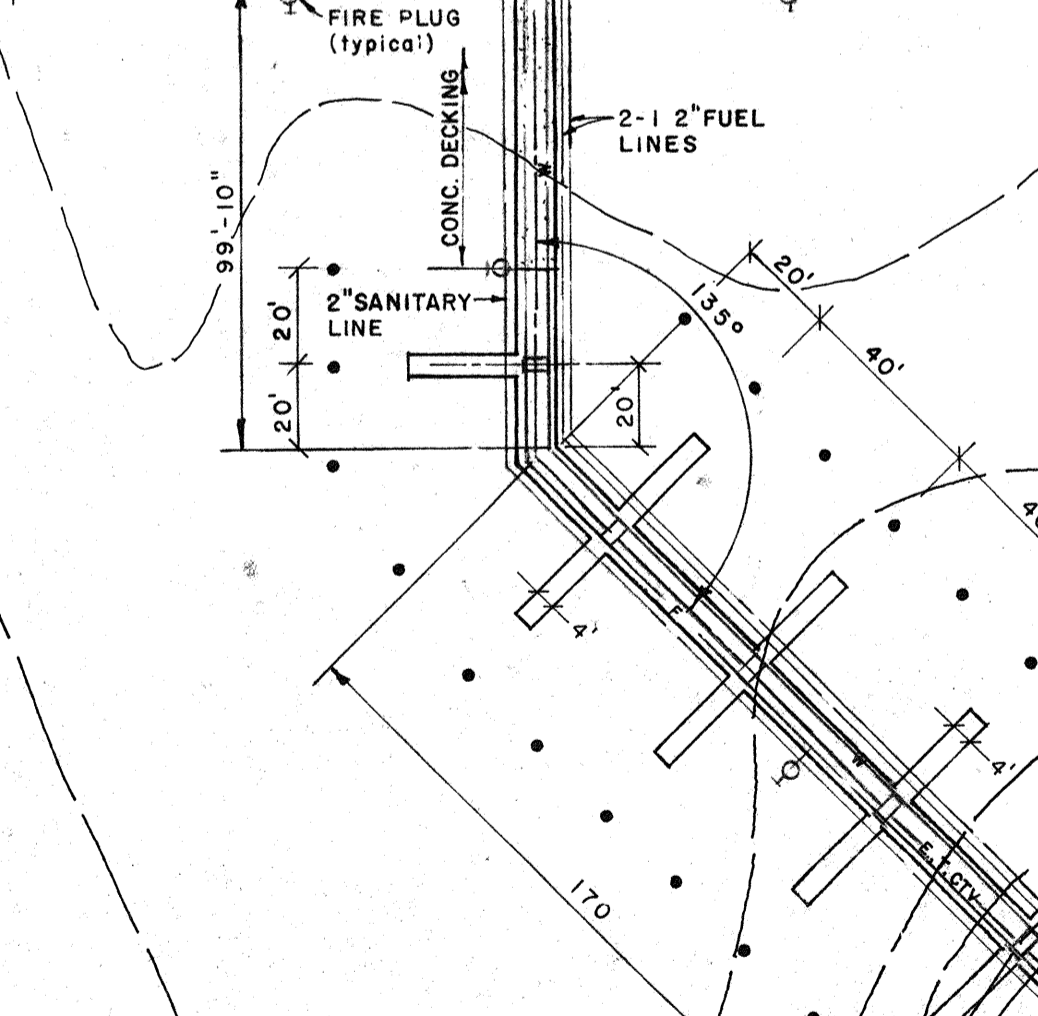 FIRE PLUG
(typical)
CONC. DECKING
2-1 2" FUEL
LINES
99'-10"
20'
20'
2" SANITARY
LINE
135°
20'
40'
20'
W
4'
F
W
4'
170
E,T,CTV